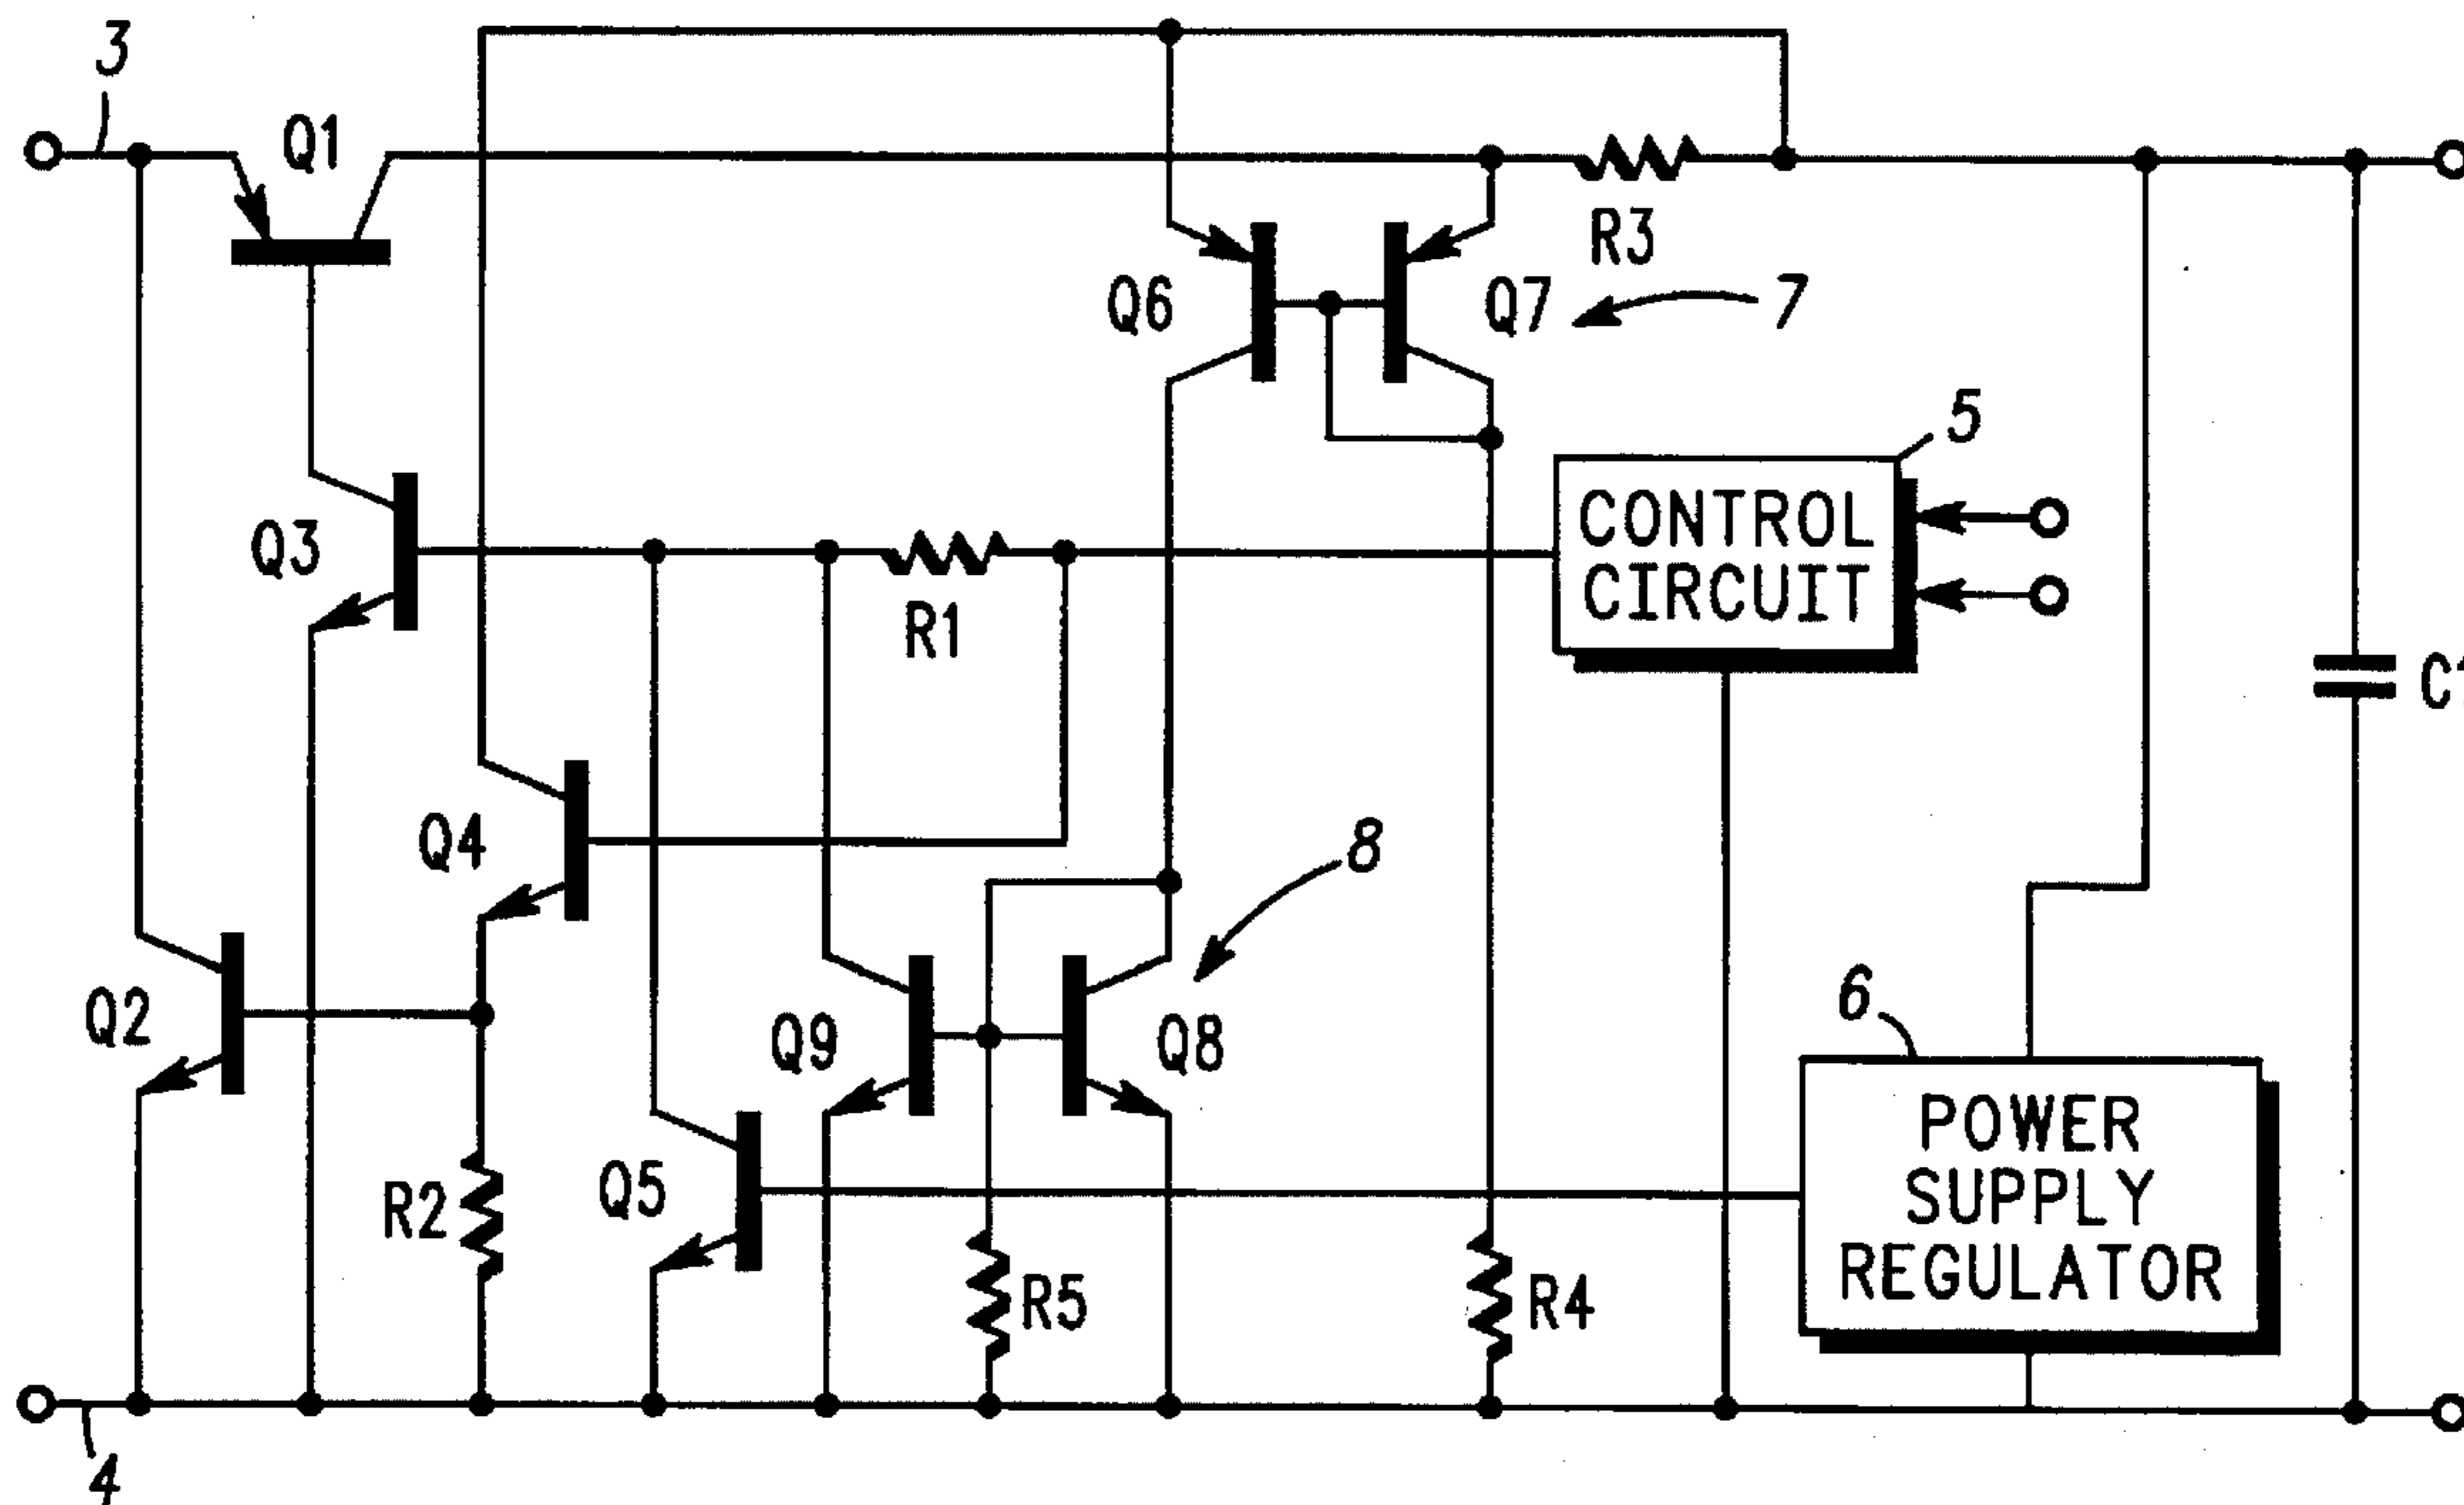 3
Q1
R3
Q6
Q7
7
5
CONTROL
CIRCUIT
Q3
R1
Q4
8
6
Q2
Q9
Q8
POWER
SUPPLY
REGULATOR
Q5
R2
R5
R4
4